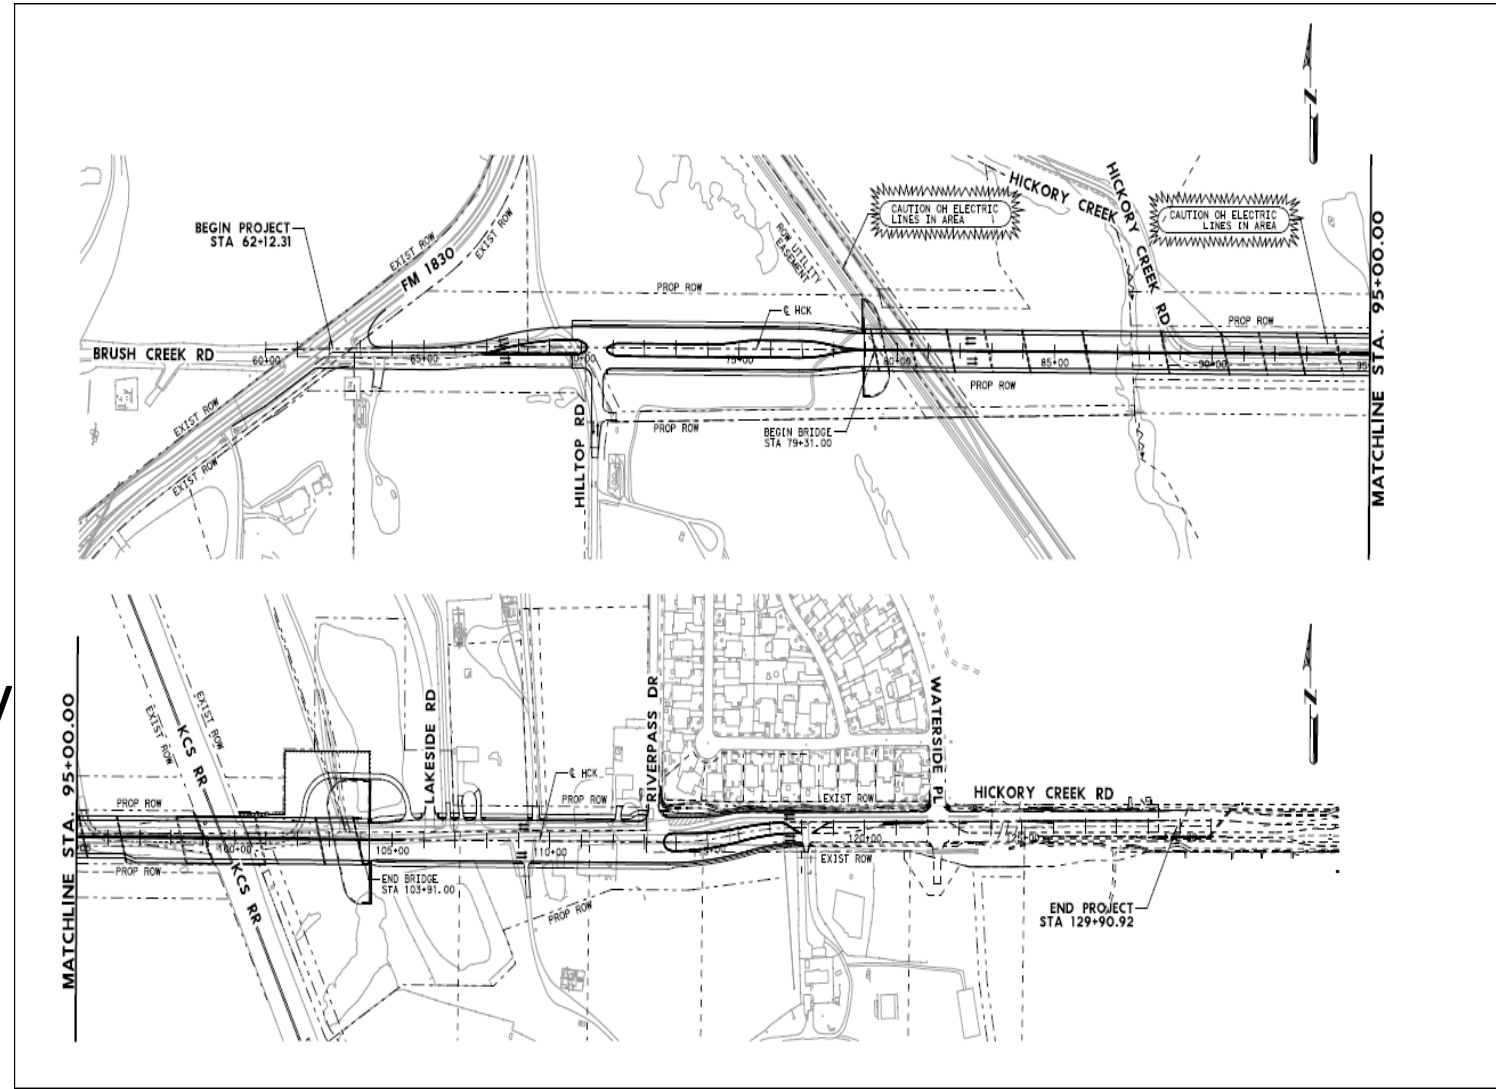 N
HICKORY CREEK
HICKORY CREEK RD
CAUTION OH ELECTRIC
LINES IN AREA
CAUTION OH ELECTRIC
LINES IN AREA
BEGIN PROJECT
STA 62+12.31
EXIST ROW
FM 1830
EXIST ROW
ROW UTILITY
EASEMENT
PROP ROW
℄ HCK
PROP ROW
MATCHLINE STA. 95+00.00
BRUSH CREEK RD
60+00
65+00
75+00
80+00
85+00
90+00
95
PROP ROW
EXIST ROW
HILLTOP RD
PROP ROW
BEGIN BRIDGE
STA 79+31.00
EXIST ROW
N
MATCHLINE STA. 95+00.00
EXIST ROW
EXIST ROW
KCS RR
LAKESIDE RD
RIVERPASS DR
WATERSIDE PL
℄ HCK
PROP ROW
PROP ROW
EXIST ROW
HICKORY CREEK RD
100+00
105+00
110+00
120+00
125+00
PROP ROW
KCS RR
END BRIDGE
STA 103+91.00
EXIST ROW
PROP ROW
END PROJECT
STA 129+90.92